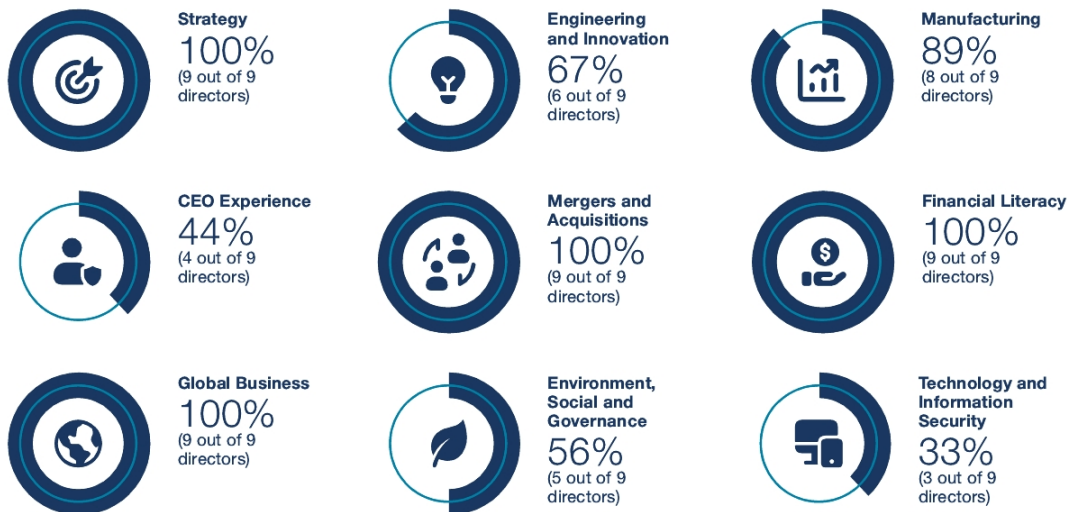 Strategy
100%
(9 out of 9
directors)
Engineering
and Innovation
67%
(6 out of 9
directors)
Manufacturing
89%
(8 out of 9
directors)
CEO Experience
44%
(4 out of 9
directors)
Mergers and
Acquisitions
100%
(9 out of 9
directors)
Financial Literacy
100%
(9 out of 9
directors)
Global Business
100%
(9 out of 9
directors)
Environment,
Social and
Governance
56%
(5 out of 9
directors)
Technology and
Information
Security
33%
(3 out of 9
directors)